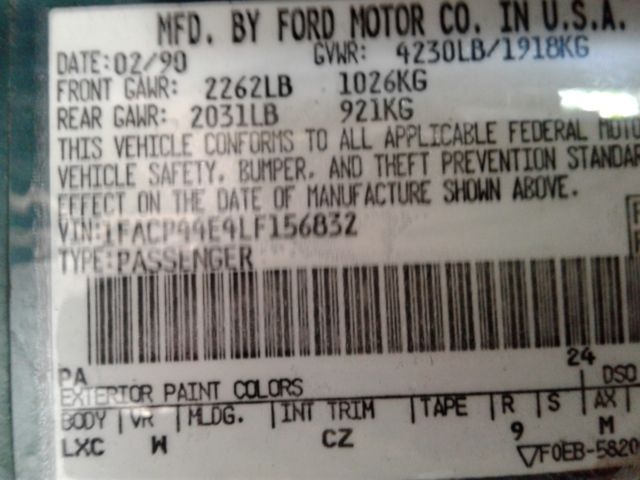 MFD. BY FORD MOTOR CO. IN U.S.A.
DATE: 02/90 GVWR: 4230LB/1918KG
FRONT GAWR: 2262LB 1026KG
REAR GAWR: 2031LB 921KG
THIS VEHICLE CONFORMS TO ALL APPLICABLE FEDERAL MOTO
VEHICLE SAFETY, BUMPER, AND THEFT PREVENTION STANDAR
EFFECT ON THE DATE OF MANUFACTURE SHOWN ABOVE.
VIN: 1FACP44E4LF156832
TYPE: PASSENGER
PA 24
EXTERIOR PAINT COLORS DSO
BODY VR MLDG. INT TRIM TAPE R S AX
LXC W CZ 9 M
▽F0EB-5820